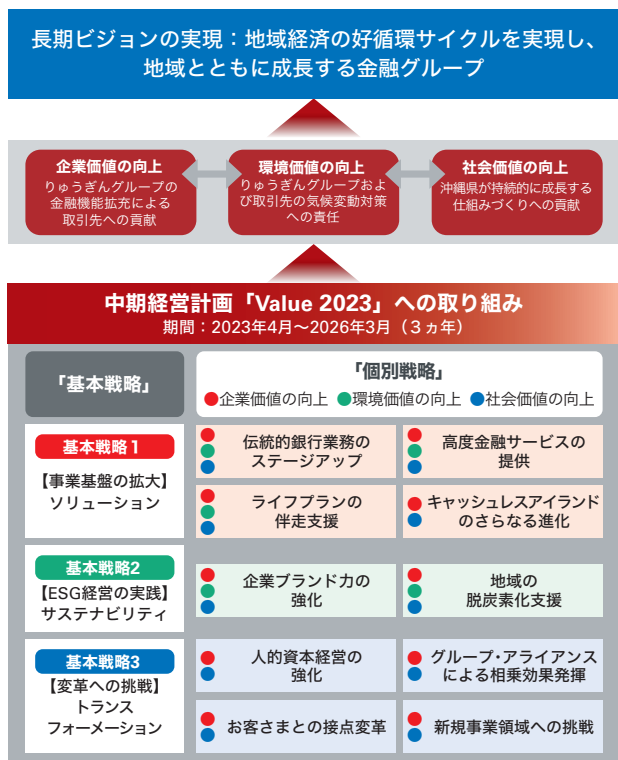 長期ビジョンの実現：地域経済の好循環サイクルを実現し、
地域とともに成長する金融グループ
企業価値の向上
りゅうぎんグループの
金融機能拡充による
取引先への貢献
環境価値の向上
りゅうぎんグループおよ
び取引先の気候変動対策
への責任
社会価値の向上
沖縄県が持続的に成長する
仕組みづくりへの貢献
中期経営計画「Value 2023」への取り組み
期間：2023年4月～2026年3月（３ヵ年）
「基本戦略」
「個別戦略」
●企業価値の向上 ●環境価値の向上 ●社会価値の向上
基本戦略1
【事業基盤の拡大】
ソリューション
伝統的銀行業務の
ステージアップ
高度金融サービスの
提供
ライフプランの
伴走支援
キャッシュレスアイランド
のさらなる進化
基本戦略2
【ESG経営の実践】
サステナビリティ
企業ブランド力の
強化
地域の
脱炭素化支援
基本戦略3
【変革への挑戦】
トランス
フォーメーション
人的資本経営の
強化
グループ・アライアンス
による相乗効果発揮
お客さまとの接点変革
新規事業領域への挑戦